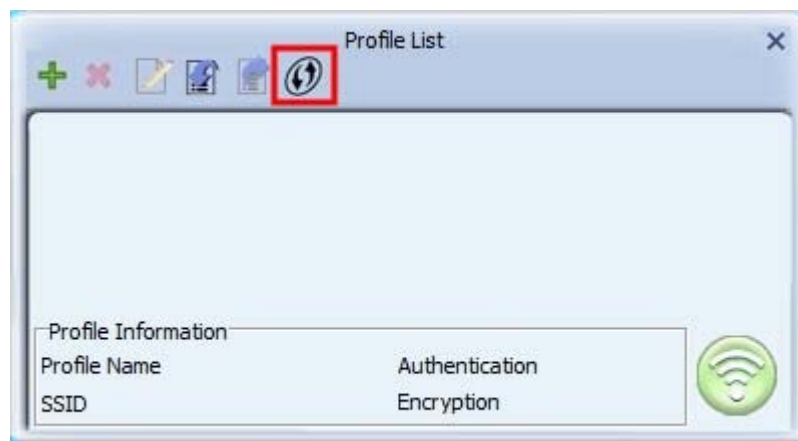 Profile List
Profile Information
Profile Name
Authentication
SSID
Encryption